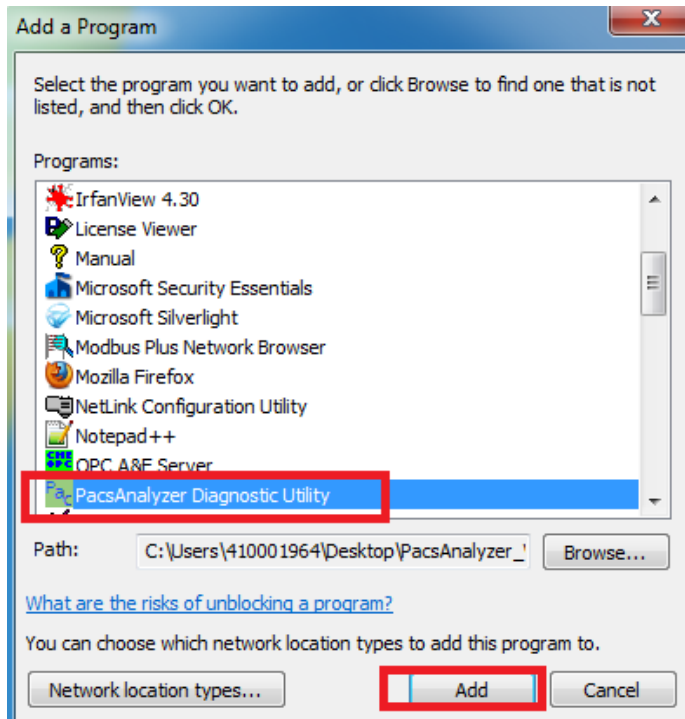 Add a Program
X
Select the program you want to add, or click Browse to find one that is not
listed, and then click OK.
Programs:
IrfanView 4.30
License Viewer
Manual
Microsoft Security Essentials
Microsoft Silverlight
Modbus Plus Network Browser
Mozilla Firefox
NetLink Configuration Utility
Notepad++
OPC A&E Server
PacsAnalyzer Diagnostic Utility
Path: C:\Users\410001964\Desktop\PacsAnalyzer_ Browse...
What are the risks of unblocking a program?
You can choose which network location types to add this program to.
Network location types... Add Cancel